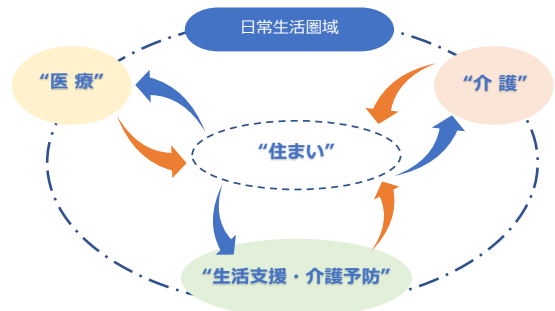 日常生活圏域
“医 療”
“介 護”
“住まい”
“生活支援・介護予防”